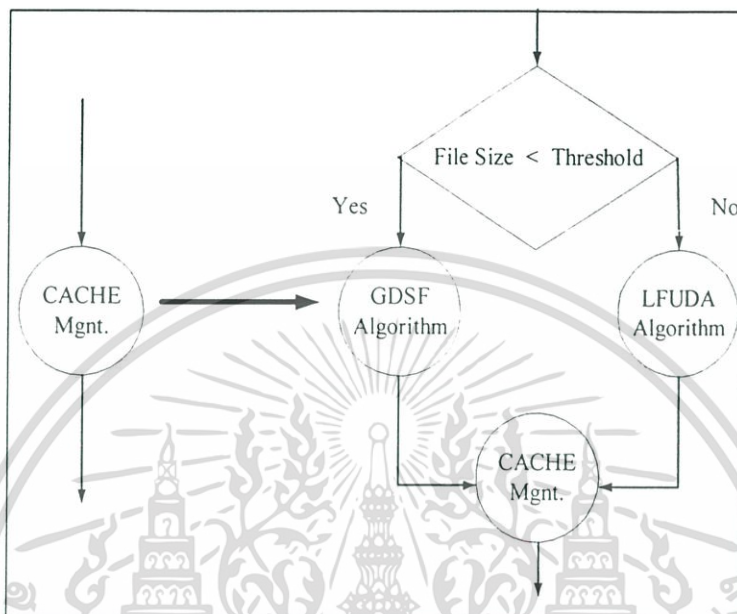 File Size < Threshold
Yes
No
CACHE
Mgnt.
GDSF
Algorithm
LFUDA
Algorithm
CACHE
Mgnt.